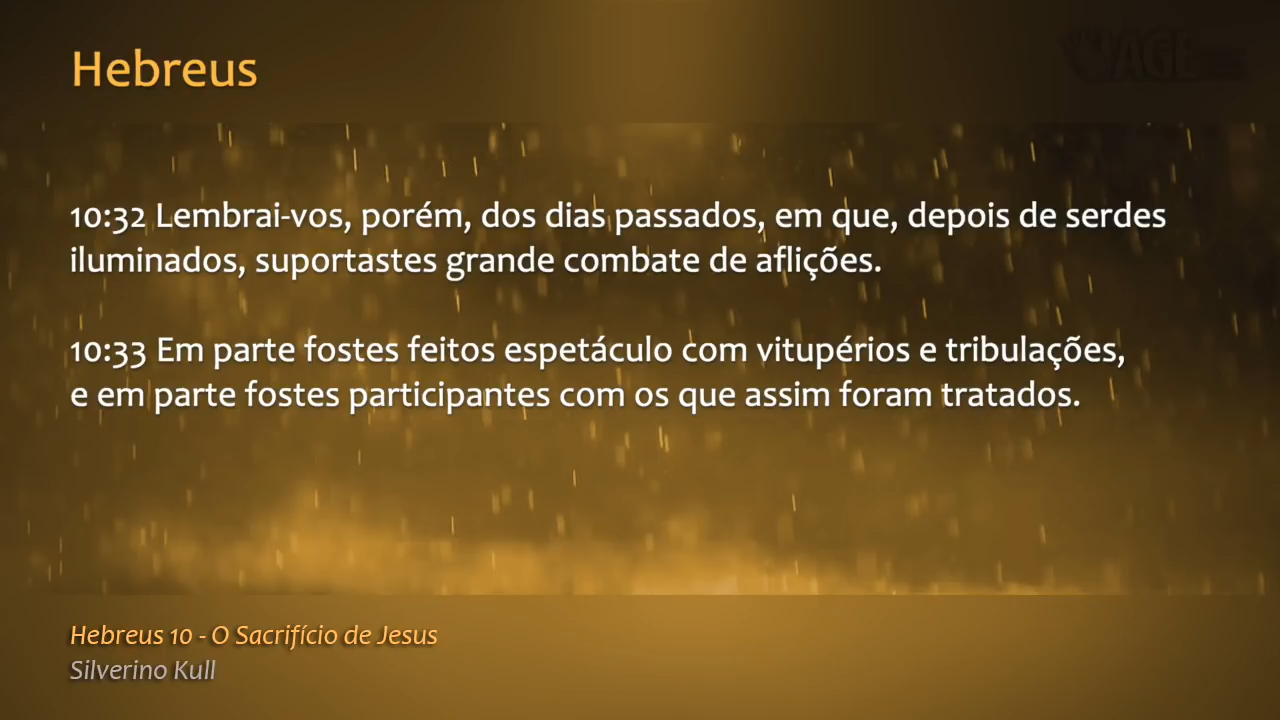 Hebreus
10:32 Lembrai-vos, porém, dos dias passados, em que, depois de serdes
iluminados, suportastes grande combate de aflições.
10:33 Em parte fostes feitos espetáculo com vitupérios e tribulações,
e em parte fostes participantes com os que assim foram tratados.
Hebreus 10 - O Sacrifício de Jesus
Silverino Kull